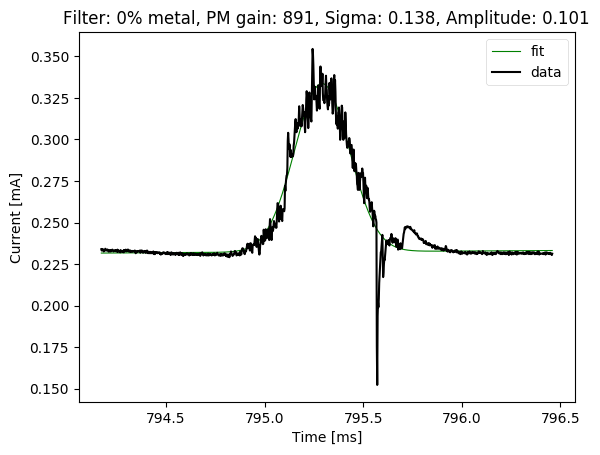 Filter: 0% metal, PM gain: 891, Sigma: 0.138, Amplitude: 0.101
fit
data
0.350
0.325
0.300
0.275
0.250
0.225
0.200
0.175
0.150
Current [mA]
794.5 795.0 795.5 796.0 796.5
Time [ms]